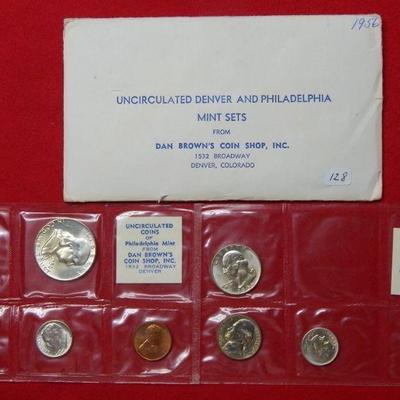 1956
UNCIRCULATED DENVER AND PHILADELPHIA
MINT SETS
FROM
DAN BROWN'S COIN SHOP, INC.
1532 BROADWAY
DENVER, COLORADO
128
UNCIRCULATED
COINS
OF
Philadelphia Mint
FROM
DAN BROWN'S
COIN SHOP, INC.
1532 BROADWAY
DENVER